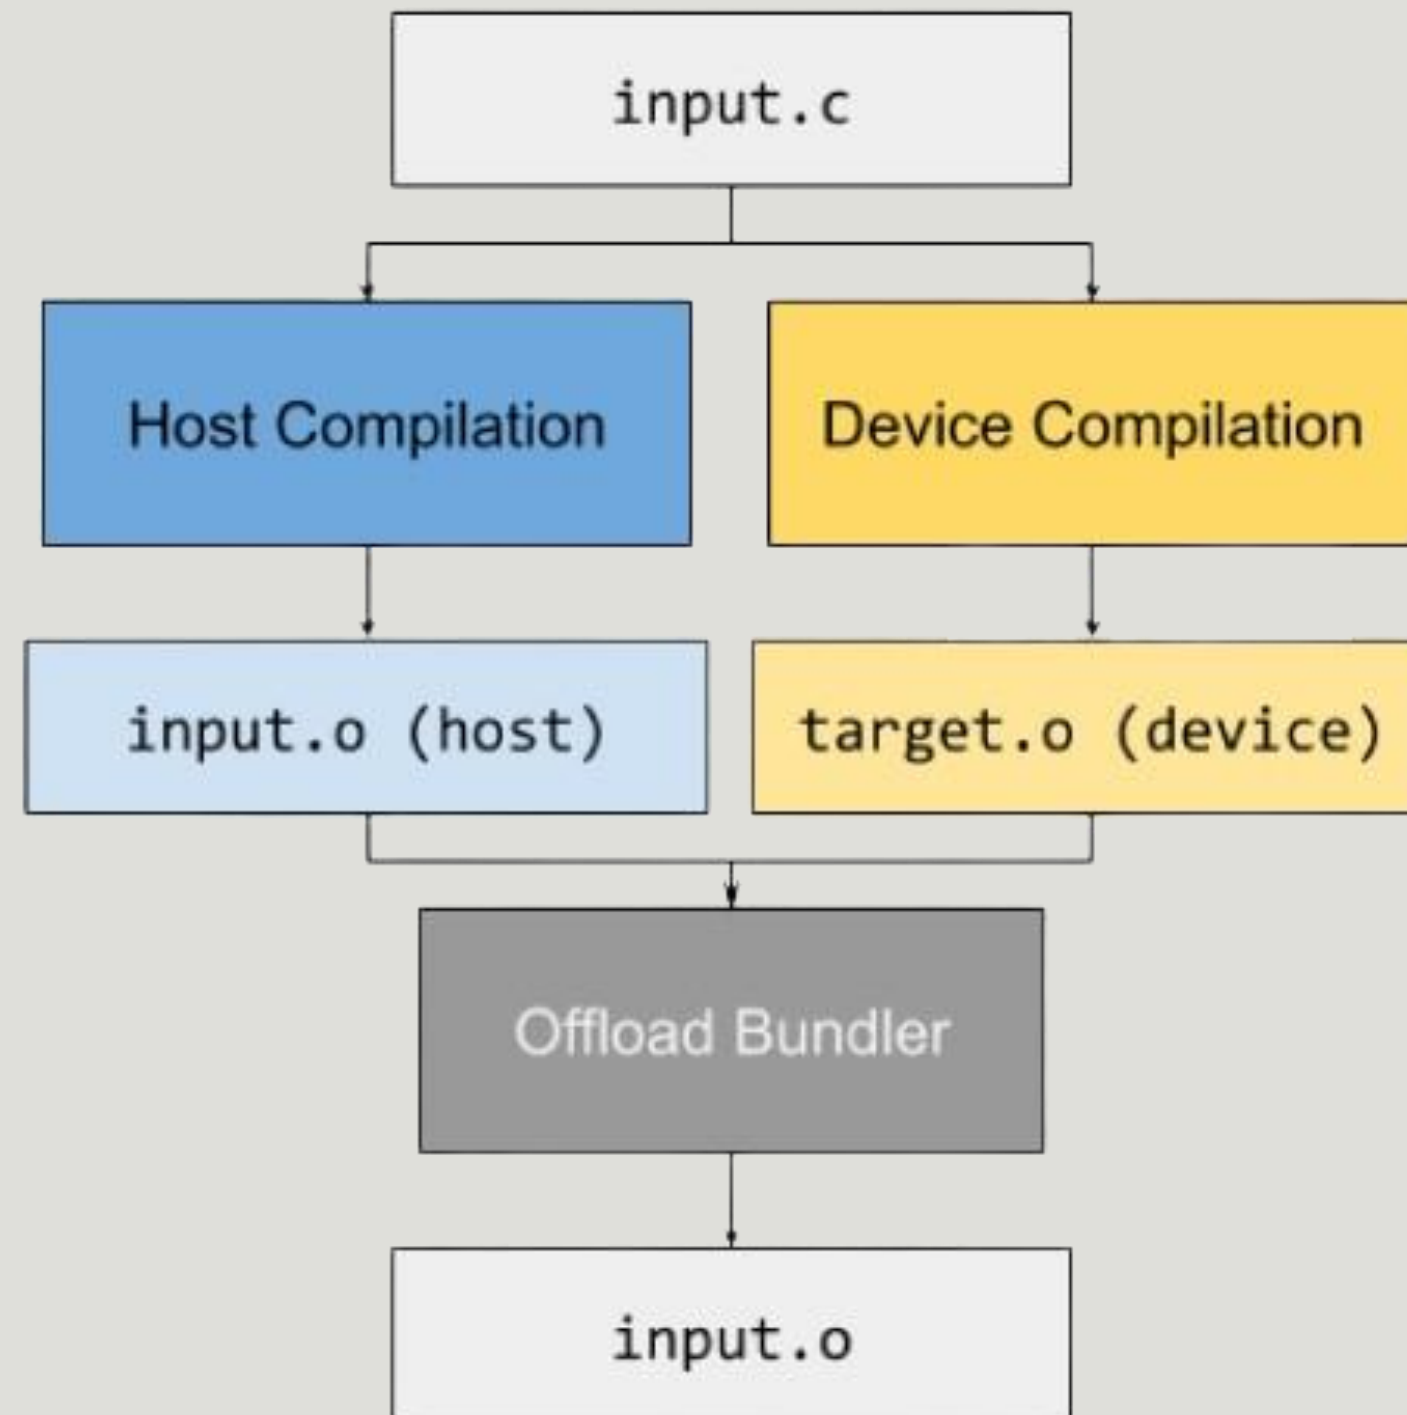 input.c
Host Compilation
Device Compilation
input.o (host)
target.o (device)
Offload Bundler
input.o